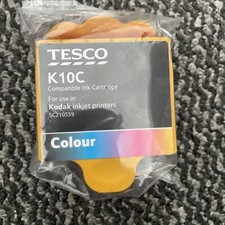 TESCO
K10C
Compatible Ink Cartridge
For use in
Kodak inkjet printers
SC210559
Colour